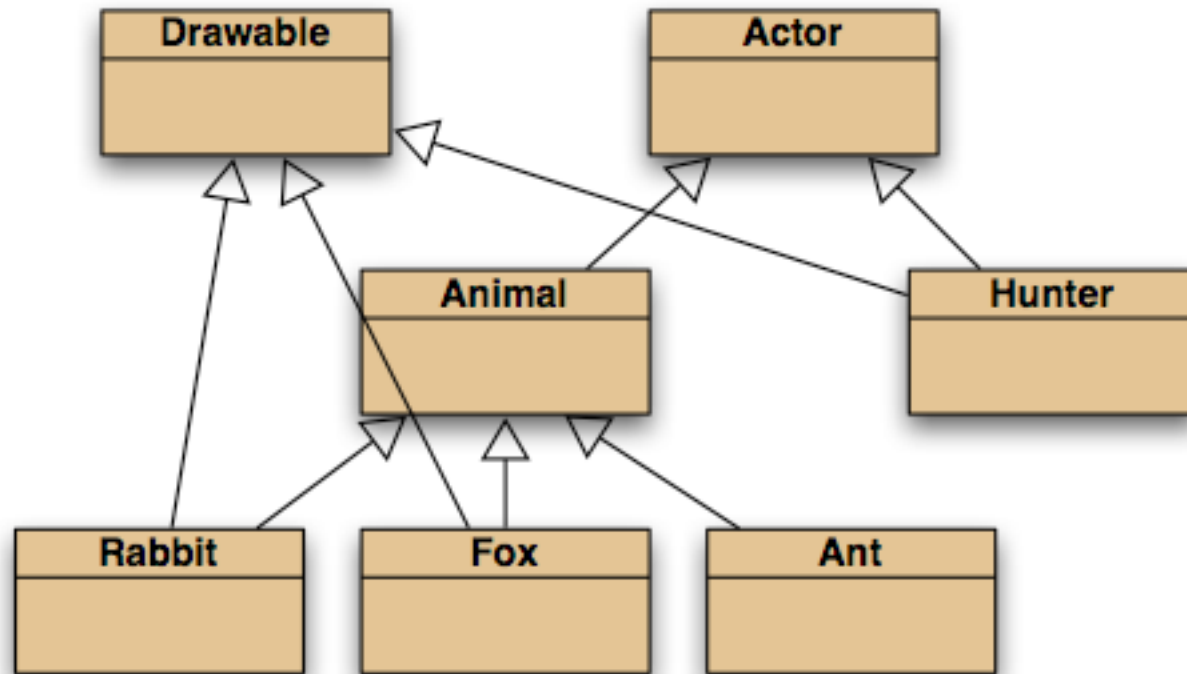 Drawable
Actor
Animal
Hunter
Rabbit
Fox
Ant